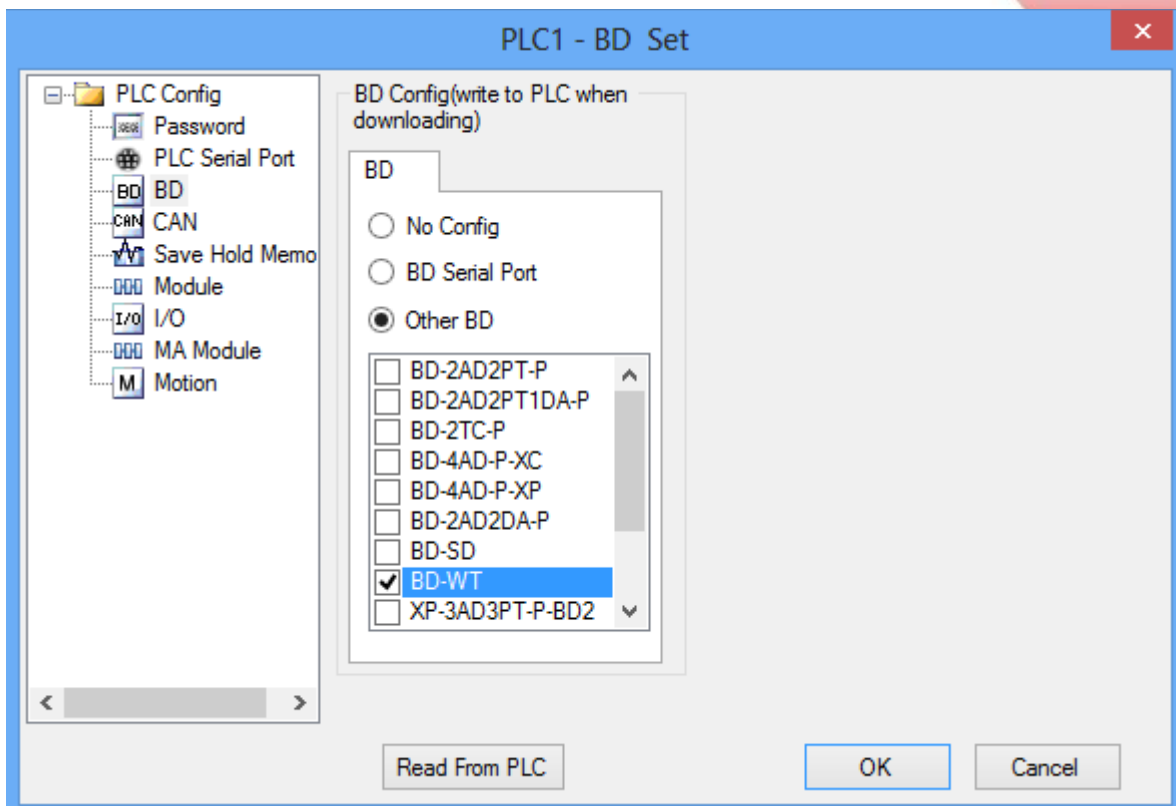 PLC1 - BD Set
PLC Config
Password
PLC Serial Port
BD BD
CAN CAN
Save Hold Memo
Module
I/O I/O
MA Module
M Motion
BD Config(write to PLC when
downloading)
BD
No Config
BD Serial Port
Other BD
BD-2AD2PT-P
BD-2AD2PT1DA-P
BD-2TC-P
BD-4AD-P-XC
BD-4AD-P-XP
BD-2AD2DA-P
BD-SD
BD-WT
XP-3AD3PT-P-BD2
Read From PLC
OK
Cancel